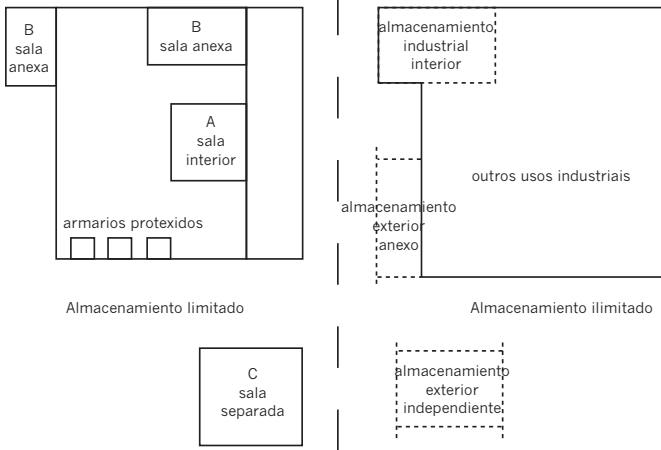 B
sala
anexa
B
sala anexa
A
sala
interior
armarios protexidos
Almacenamiento limitado
C
sala
separada
almacenamiento
industrial
interior
outros usos industriais
almacenamiento
exterior
anexo
Almacenamiento ilimitado
almacenamiento
exterior
independiente